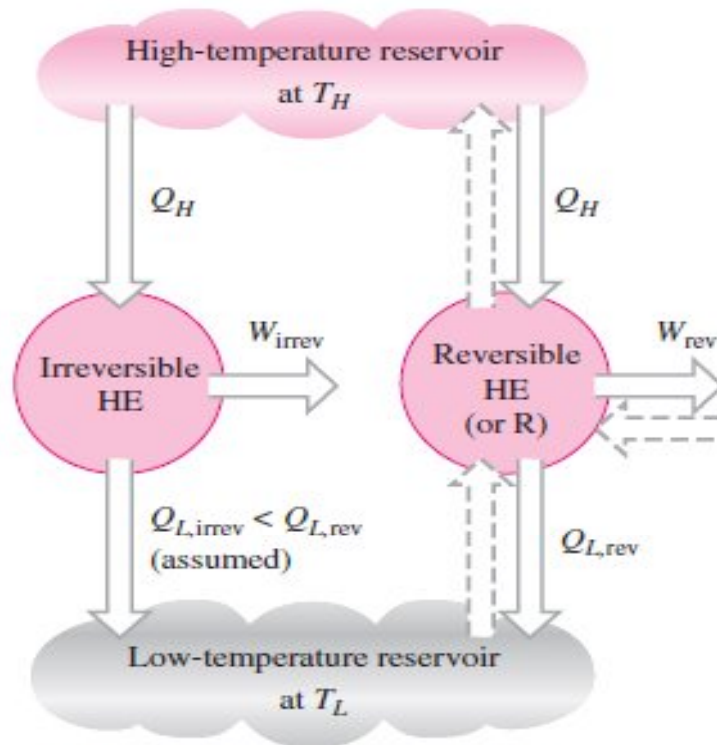 High-temperature reservoir
at T_H
Q_H
Q_H
Irreversible
HE
W_irrev
Reversible
HE
(or R)
W_rev
Q_L,irrev < Q_L,rev
(assumed)
Q_L,rev
Low-temperature reservoir
at T_L